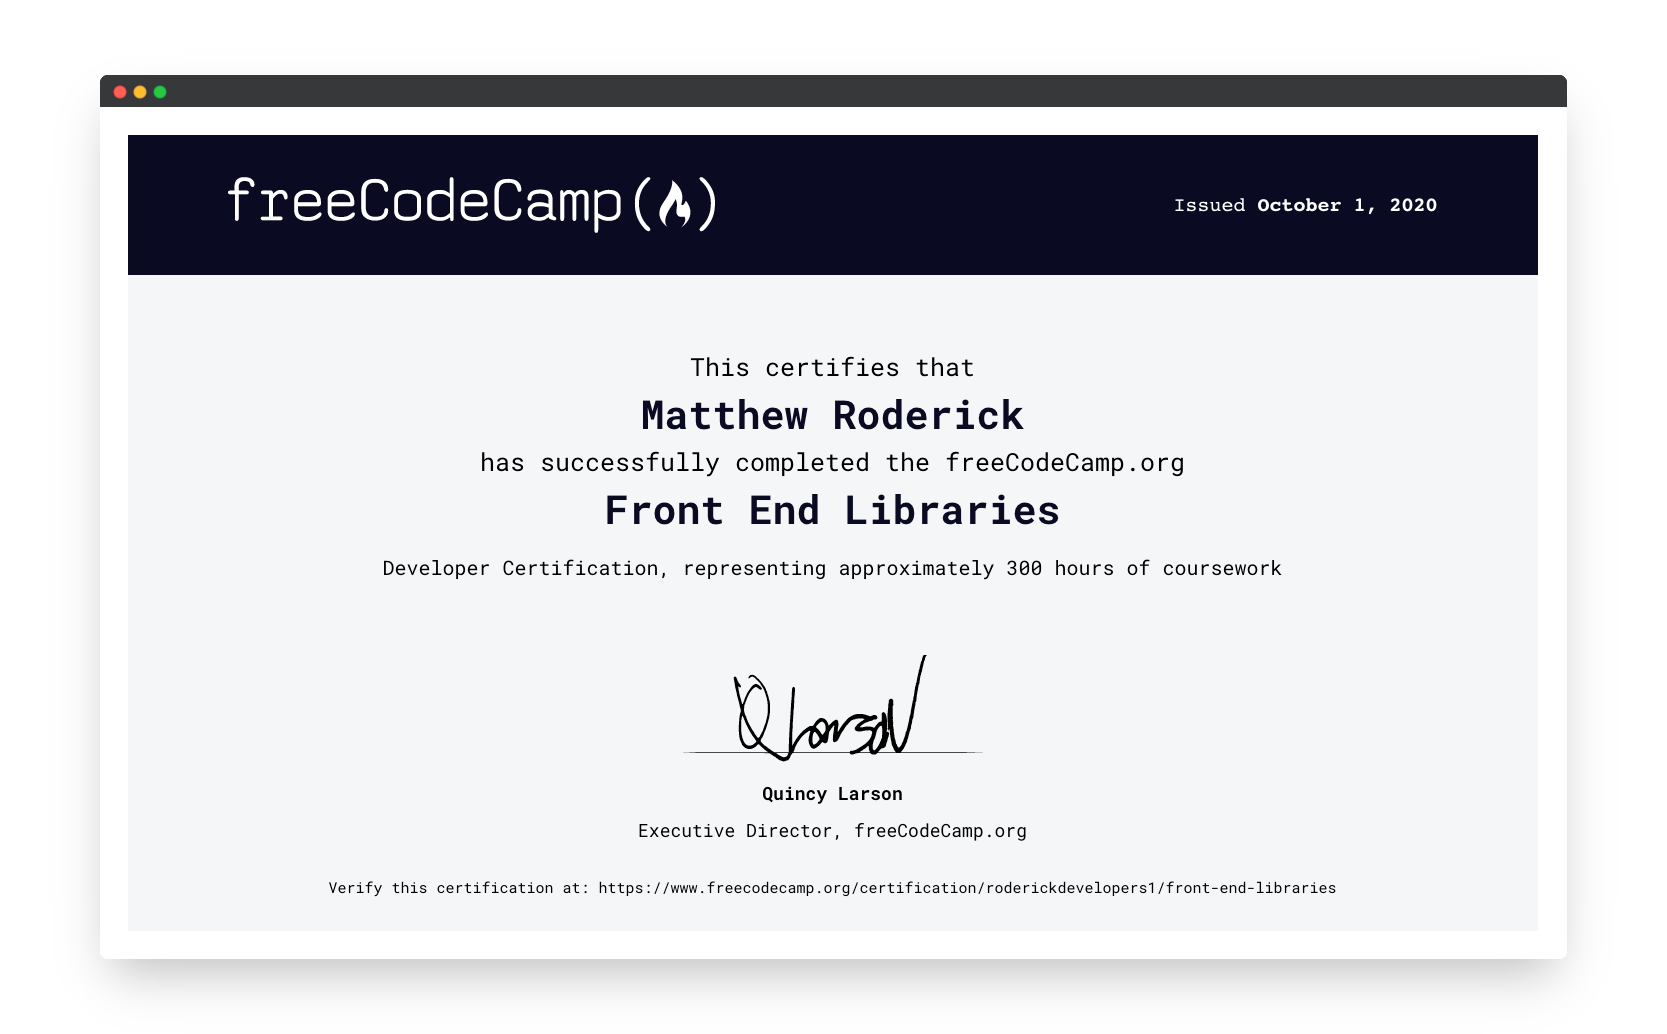 freeCodeCamp(🔥)
Issued October 1, 2020
This certifies that
Matthew Roderick
has successfully completed the freeCodeCamp.org
Front End Libraries
Developer Certification, representing approximately 300 hours of coursework
Q Larson
Quincy Larson
Executive Director, freeCodeCamp.org
Verify this certification at: https://www.freecodecamp.org/certification/roderickdevelopers1/front-end-libraries